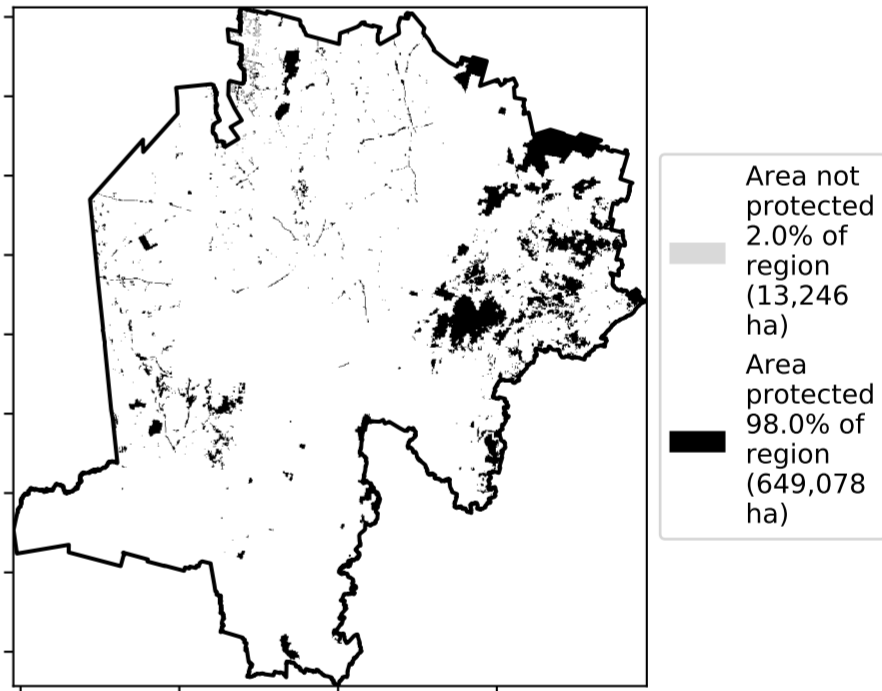 Area not
protected
2.0% of
region
(13,246
ha)
Area
protected
98.0% of
region
(649,078
ha)